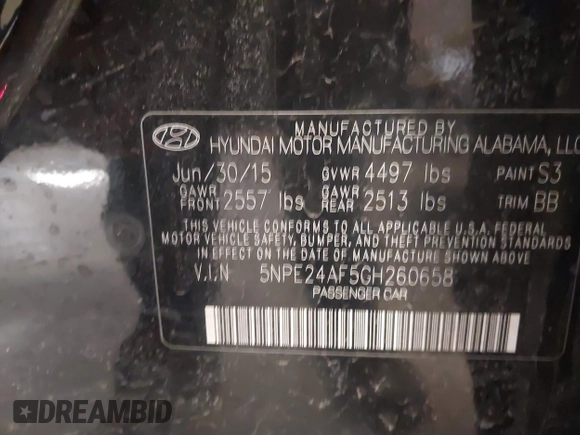 MANUFACTURED BY
HYUNDAI MOTOR MANUFACTURING ALABAMA, LLC
Jun/30/15 GVWR 4497 lbs PAINT S3
GAWR FRONT 2557 lbs GAWR REAR 2513 lbs TRIM BB
THIS VEHICLE CONFORMS TO ALL APPLICABLE U.S.A. FEDERAL
MOTOR VEHICLE SAFETY, BUMPER, AND THEFT PREVENTION
STANDARDS IN EFFECT ON THE DATE OF MANUFACTURE SHOWN ABOVE
V.I.N 5NPE24AF5GH260658
PASSENGER CAR
DREAMBID